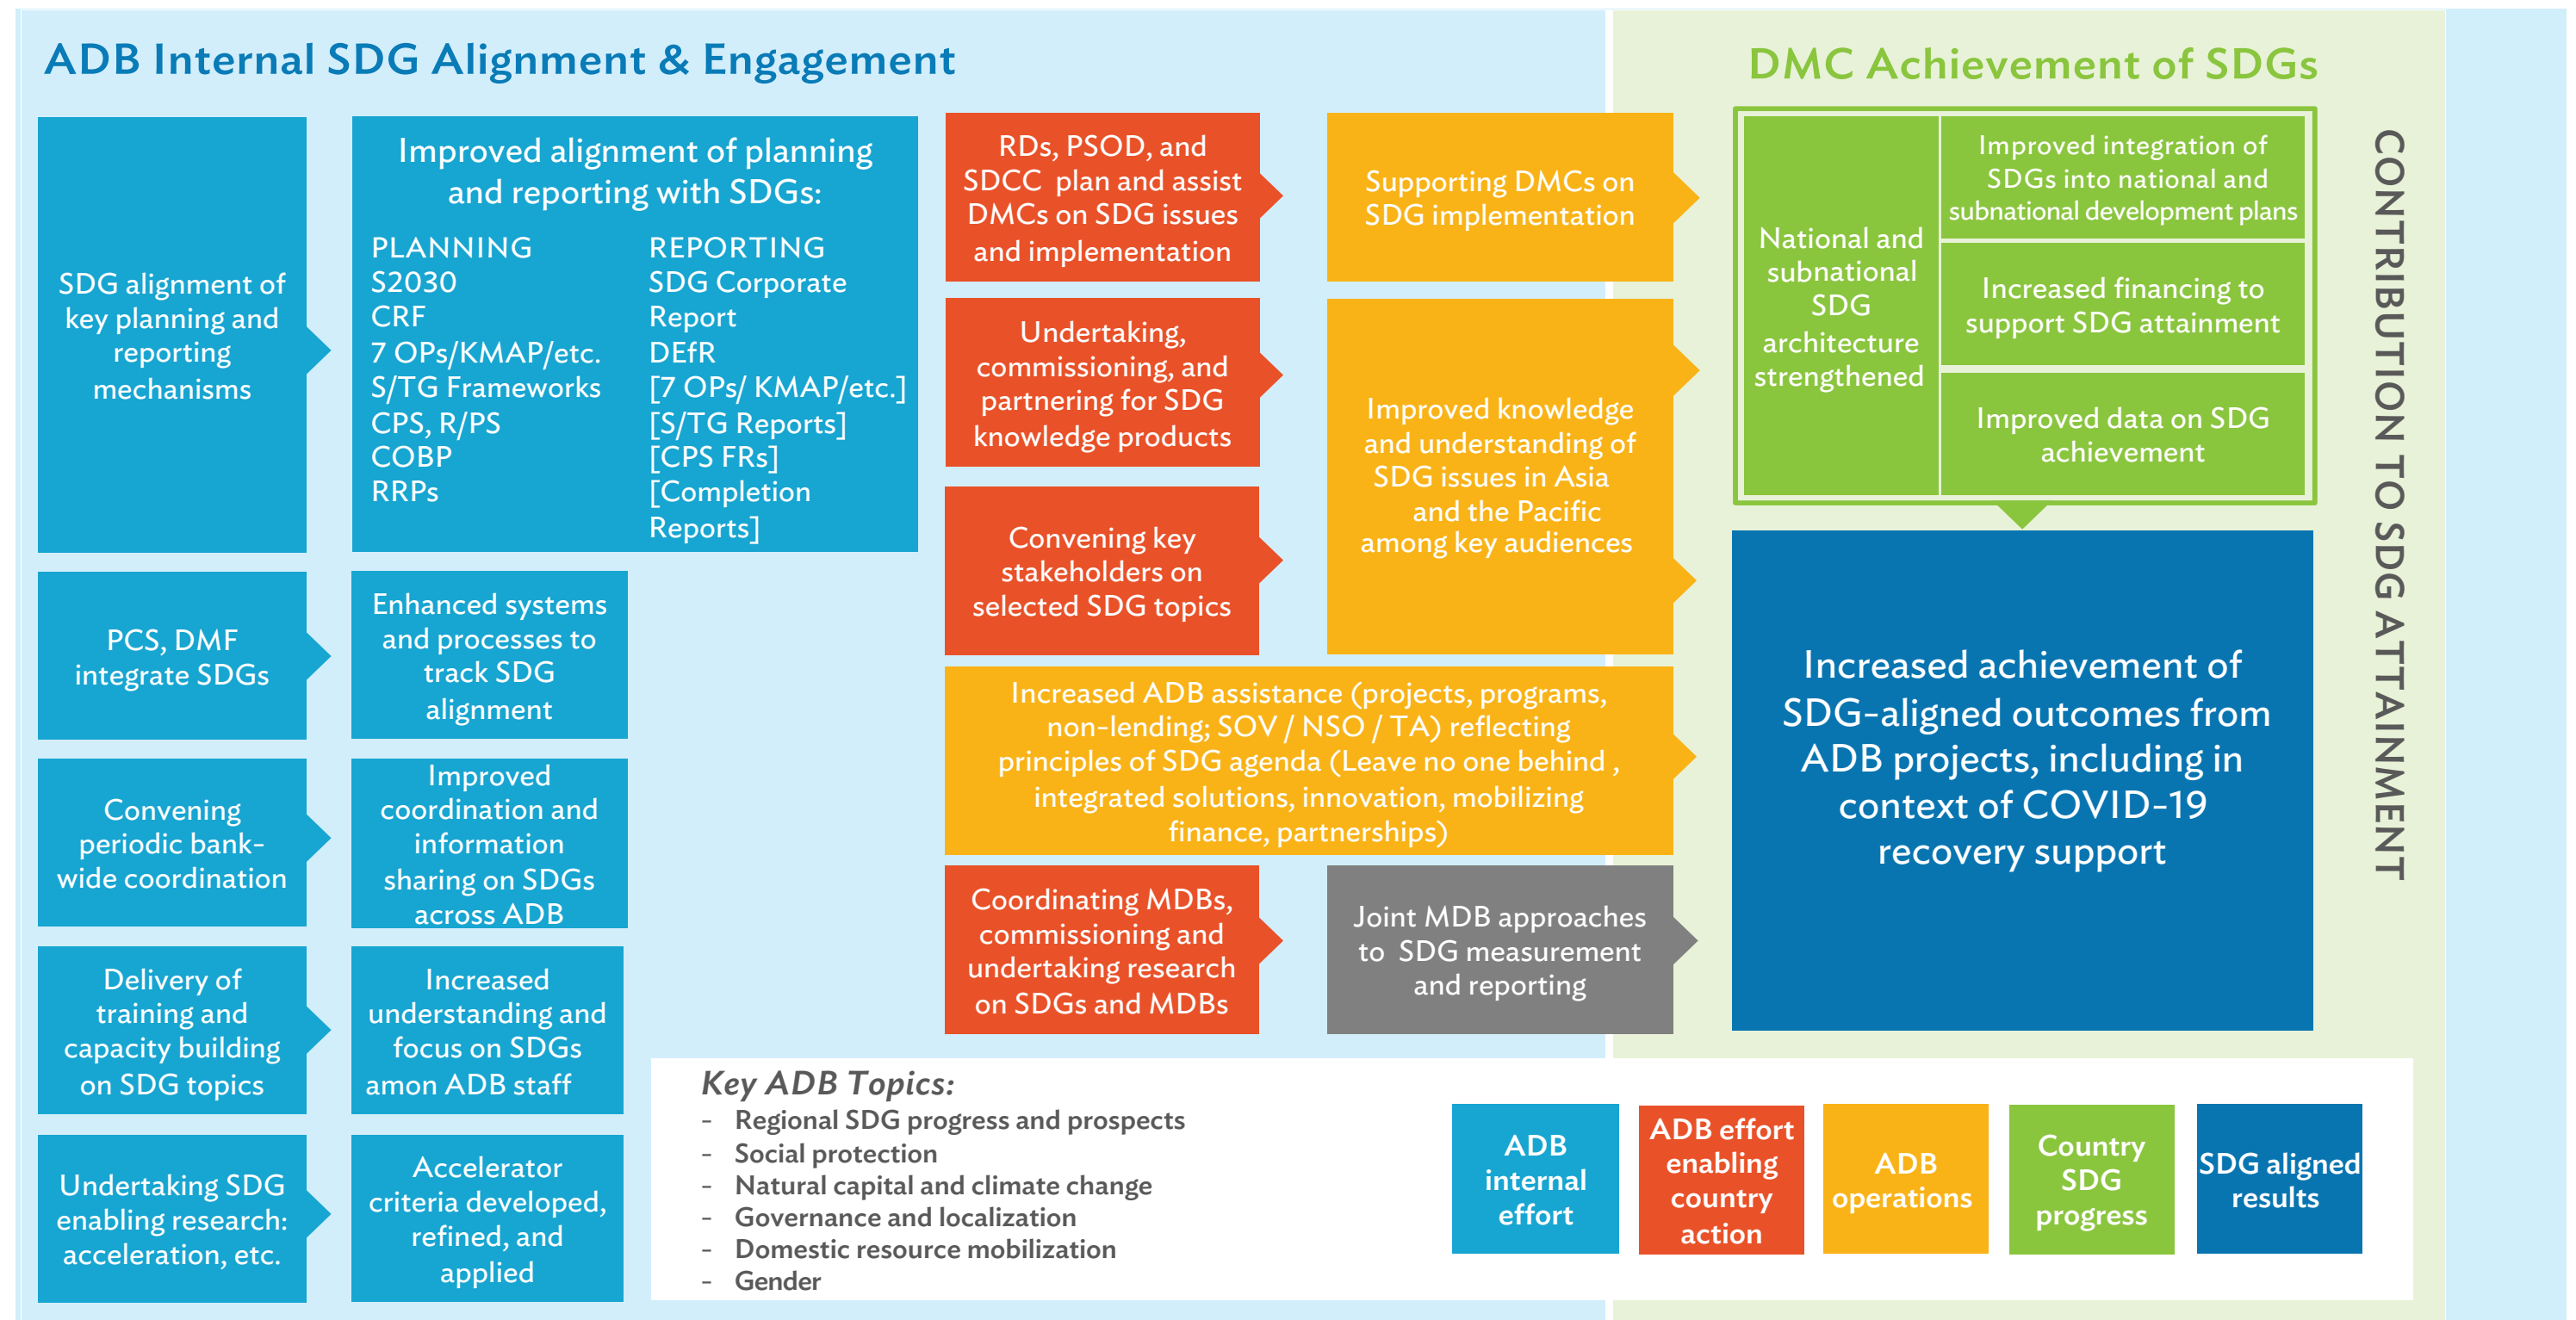 ADB Internal SDG Alignment & Engagement
DMC Achievement of SDGs
SDG alignment of
key planning and
reporting
mechanisms
Improved alignment of planning
and reporting with SDGs:
PLANNING
S2030
CRF
7 OPs/KMAP/etc.
S/TG Frameworks
CPS, R/PS
COBP
RRPs
REPORTING
SDG Corporate
Report
DEfR
[7 OPs/ KMAP/etc.]
[S/TG Reports]
[CPS FRs]
[Completion
Reports]
PCS, DMF
integrate SDGs
Enhanced systems
and processes to
track SDG
alignment
Convening
periodic bank-
wide coordination
Improved
coordination and
information
sharing on SDGs
across ADB
Delivery of
training and
capacity building
on SDG topics
Increased
understanding and
focus on SDGs
amon ADB staff
Undertaking SDG
enabling research:
acceleration, etc.
Accelerator
criteria developed,
refined, and
applied
RDs, PSOD, and
SDCC plan and assist
DMCs on SDG issues
and implementation
Supporting DMCs on
SDG implementation
Undertaking,
commissioning, and
partnering for SDG
knowledge products
Convening key
stakeholders on
selected SDG topics
Improved knowledge
and understanding of
SDG issues in Asia
and the Pacific
among key audiences
Increased ADB assistance (projects, programs,
non-lending; SOV / NSO / TA) reflecting
principles of SDG agenda (Leave no one behind ,
integrated solutions, innovation, mobilizing
finance, partnerships)
Coordinating MDBs,
commissioning and
undertaking research
on SDGs and MDBs
Joint MDB approaches
to SDG measurement
and reporting
National and
subnational
SDG
architecture
strengthened
Improved integration of
SDGs into national and
subnational development plans
Increased financing to
support SDG attainment
Improved data on SDG
achievement
Increased achievement of
SDG-aligned outcomes from
ADB projects, including in
context of COVID-19
recovery support
CONTRIBUTION TO SDG ATTAINMENT
Key ADB Topics:
- Regional SDG progress and prospects
- Social protection
- Natural capital and climate change
- Governance and localization
- Domestic resource mobilization
- Gender
ADB
internal
effort
ADB effort
enabling
country
action
ADB
operations
Country
SDG
progress
SDG aligned
results